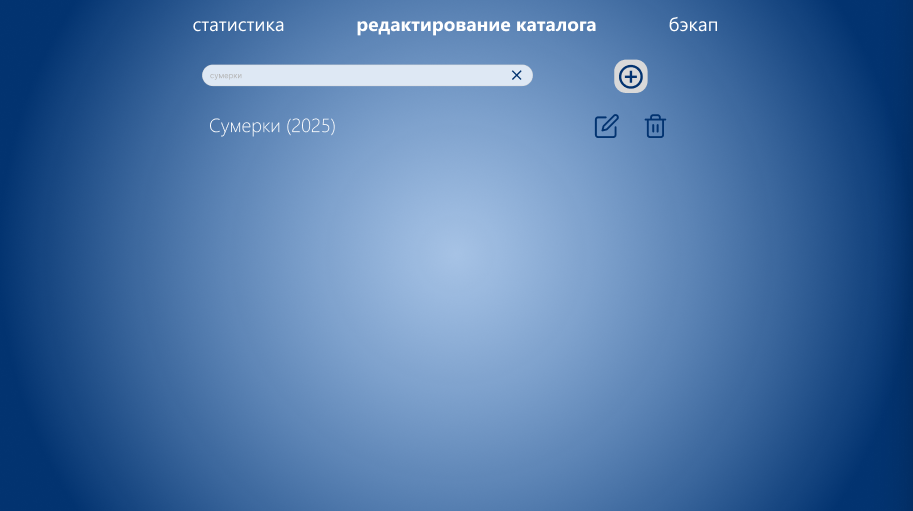 статистика редактирование каталога бэкап
сумерки
Сумерки (2025)